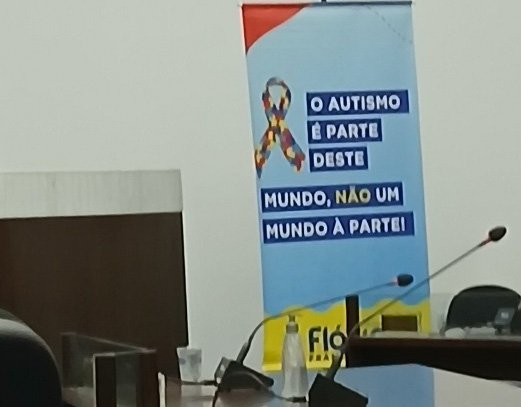 O AUTISMO
É PARTE
DESTE
MUNDO, NÃO UM
MUNDO À PARTE!